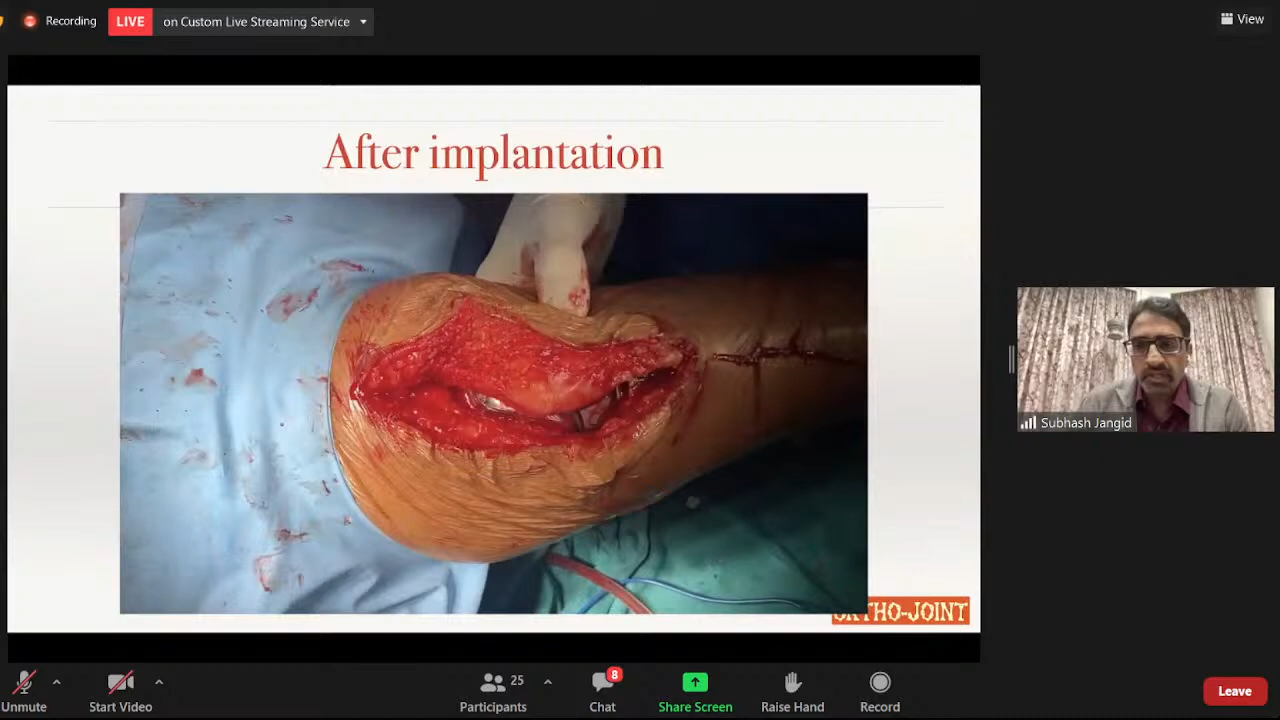 Recording
LIVE
on Custom Live Streaming Service
View
After implantation
Subhash Jangid
ORTHO-JOINT
Unmute
Start Video
25
Participants
8
Chat
Share Screen
Raise Hand
Record
Leave